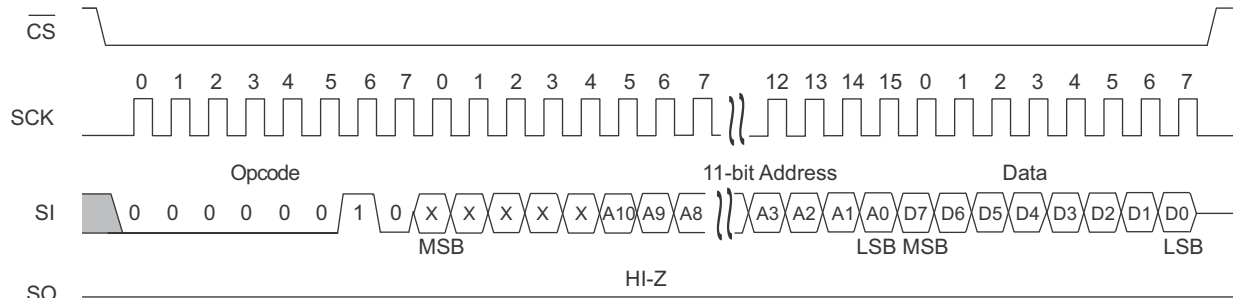 CS
0 1 2 3 4 5 6 7 0 1 2 3 4 5 6 7 12 13 14 15 0 1 2 3 4 5 6 7
SCK
Opcode 11-bit Address Data
SI 0 0 0 0 0 0 1 0 X X X X X A10 A9 A8 A3 A2 A1 A0 D7 D6 D5 D4 D3 D2 D1 D0
MSB LSB MSB LSB
HI-Z
SO